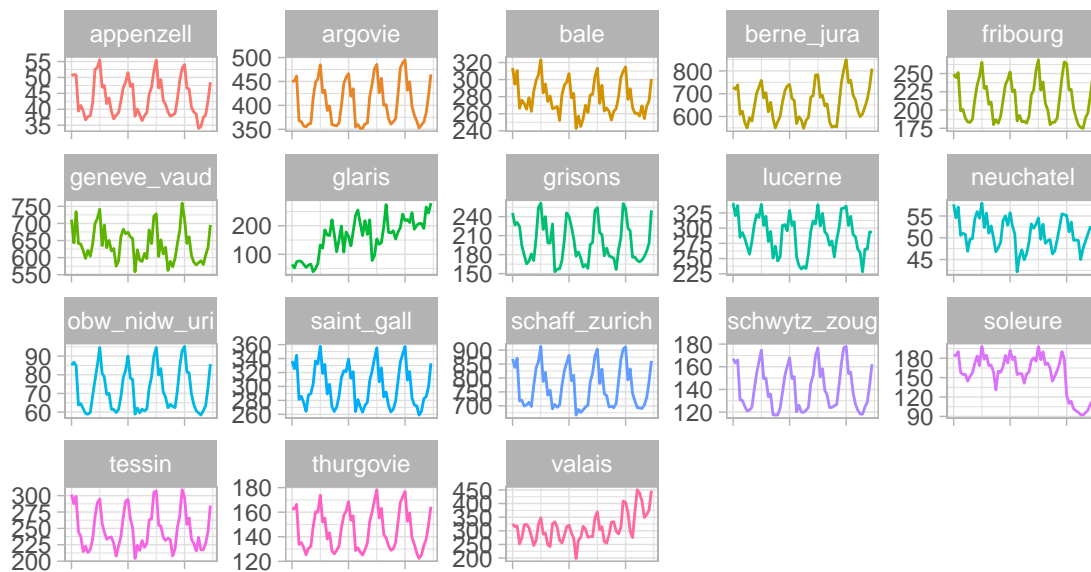 appenzell argovie bale berne_jura fribourg
55 50 45 40 35
500 450 400 350
320 300 280 260 240
800 700 600
250 225 200 175
geneve_vaud glaris grisons lucerne neuchatel
750 700 650 600 550
200 100
240 210 180 150
325 300 275 250 225
55 50 45
obw_nidw_uri saint_gall schaff_zurich schwytz_zoug soleure
90 80 70 60
360 340 320 300 280 260
900 850 800 750 700
180 160 140 120
180 150 120 90
tessin thurgovie valais
300 275 250 225 200
180 160 140 120
450 400 350 300 250 200